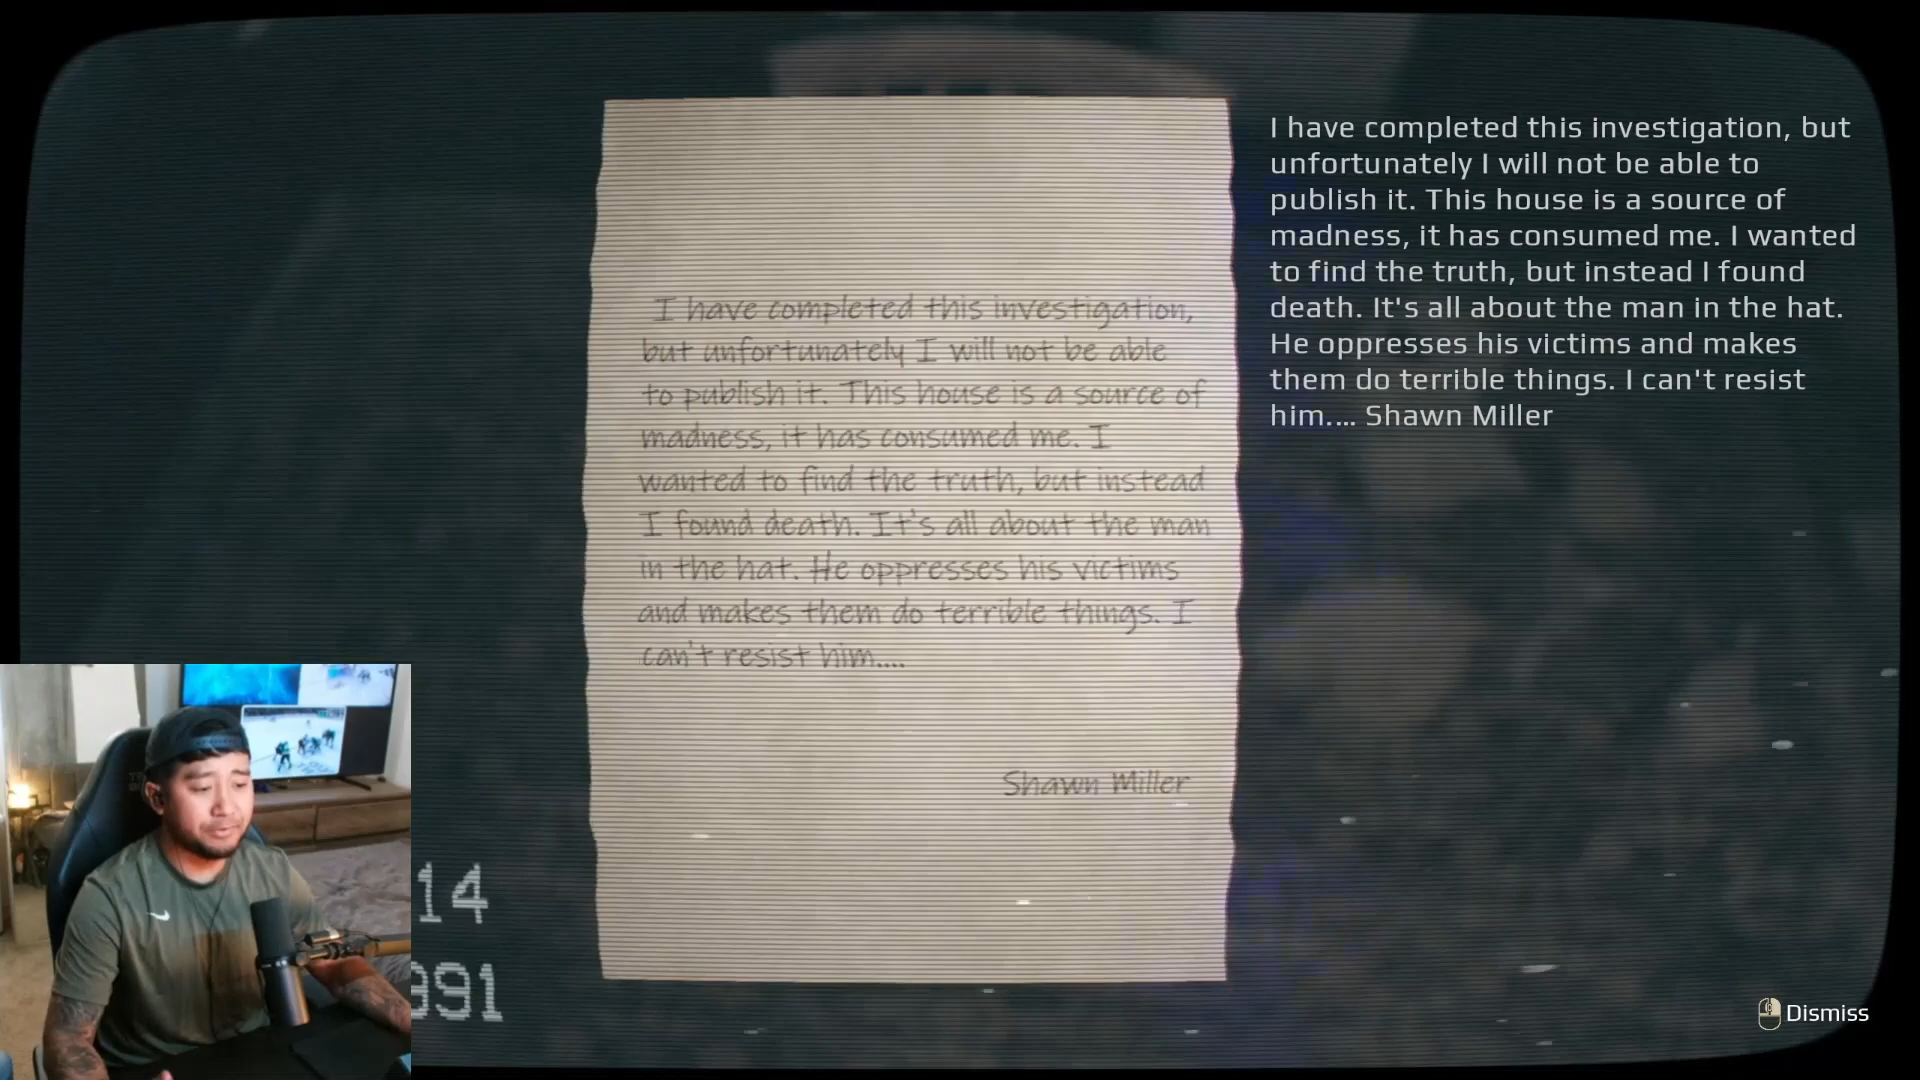 I have completed this investigation,
but unfortunately I will not be able
to publish it. This house is a source of
madness, it has consumed me. I
wanted to find the truth, but instead
I found death. It's all about the man
in the hat. He oppresses his victims
and makes them do terrible things. I
can't resist him....
Shawn Miller
I have completed this investigation, but
unfortunately I will not be able to
publish it. This house is a source of
madness, it has consumed me. I wanted
to find the truth, but instead I found
death. It's all about the man in the hat.
He oppresses his victims and makes
them do terrible things. I can't resist
him.... Shawn Miller
14
991
Dismiss